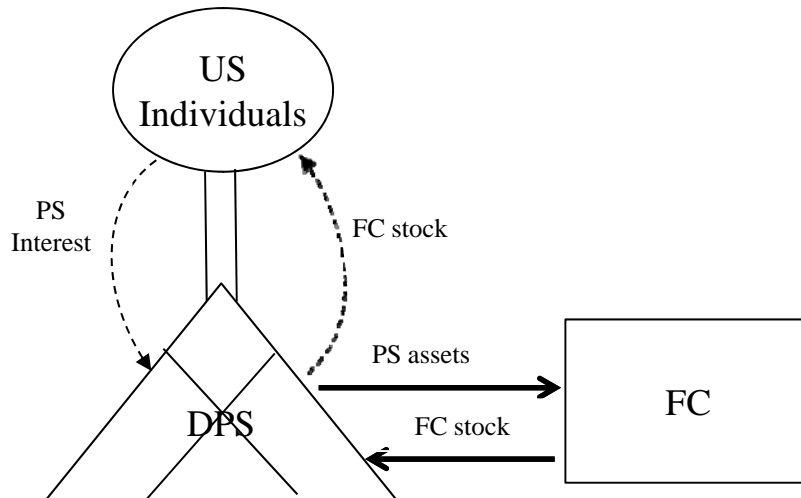 US
Individuals
PS
Interest
FC stock
PS assets
FC
DPS
FC stock